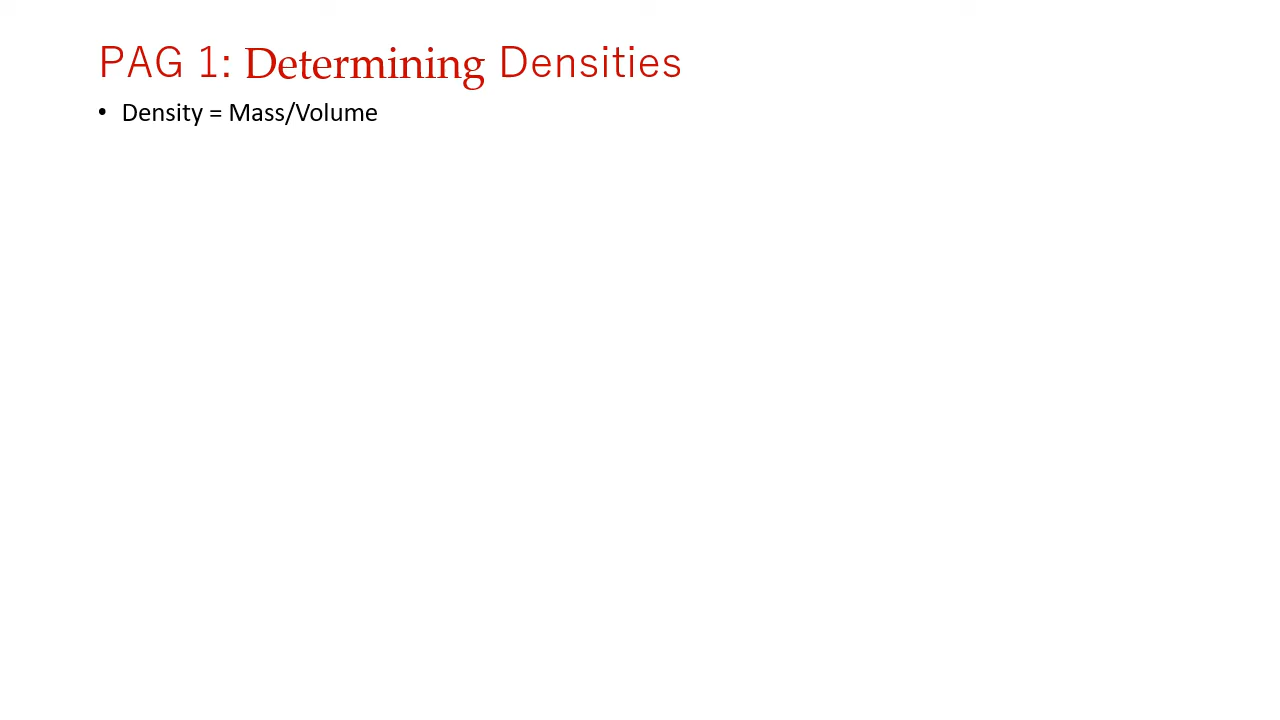 PAG 1: Determining Densities
• Density = Mass/Volume